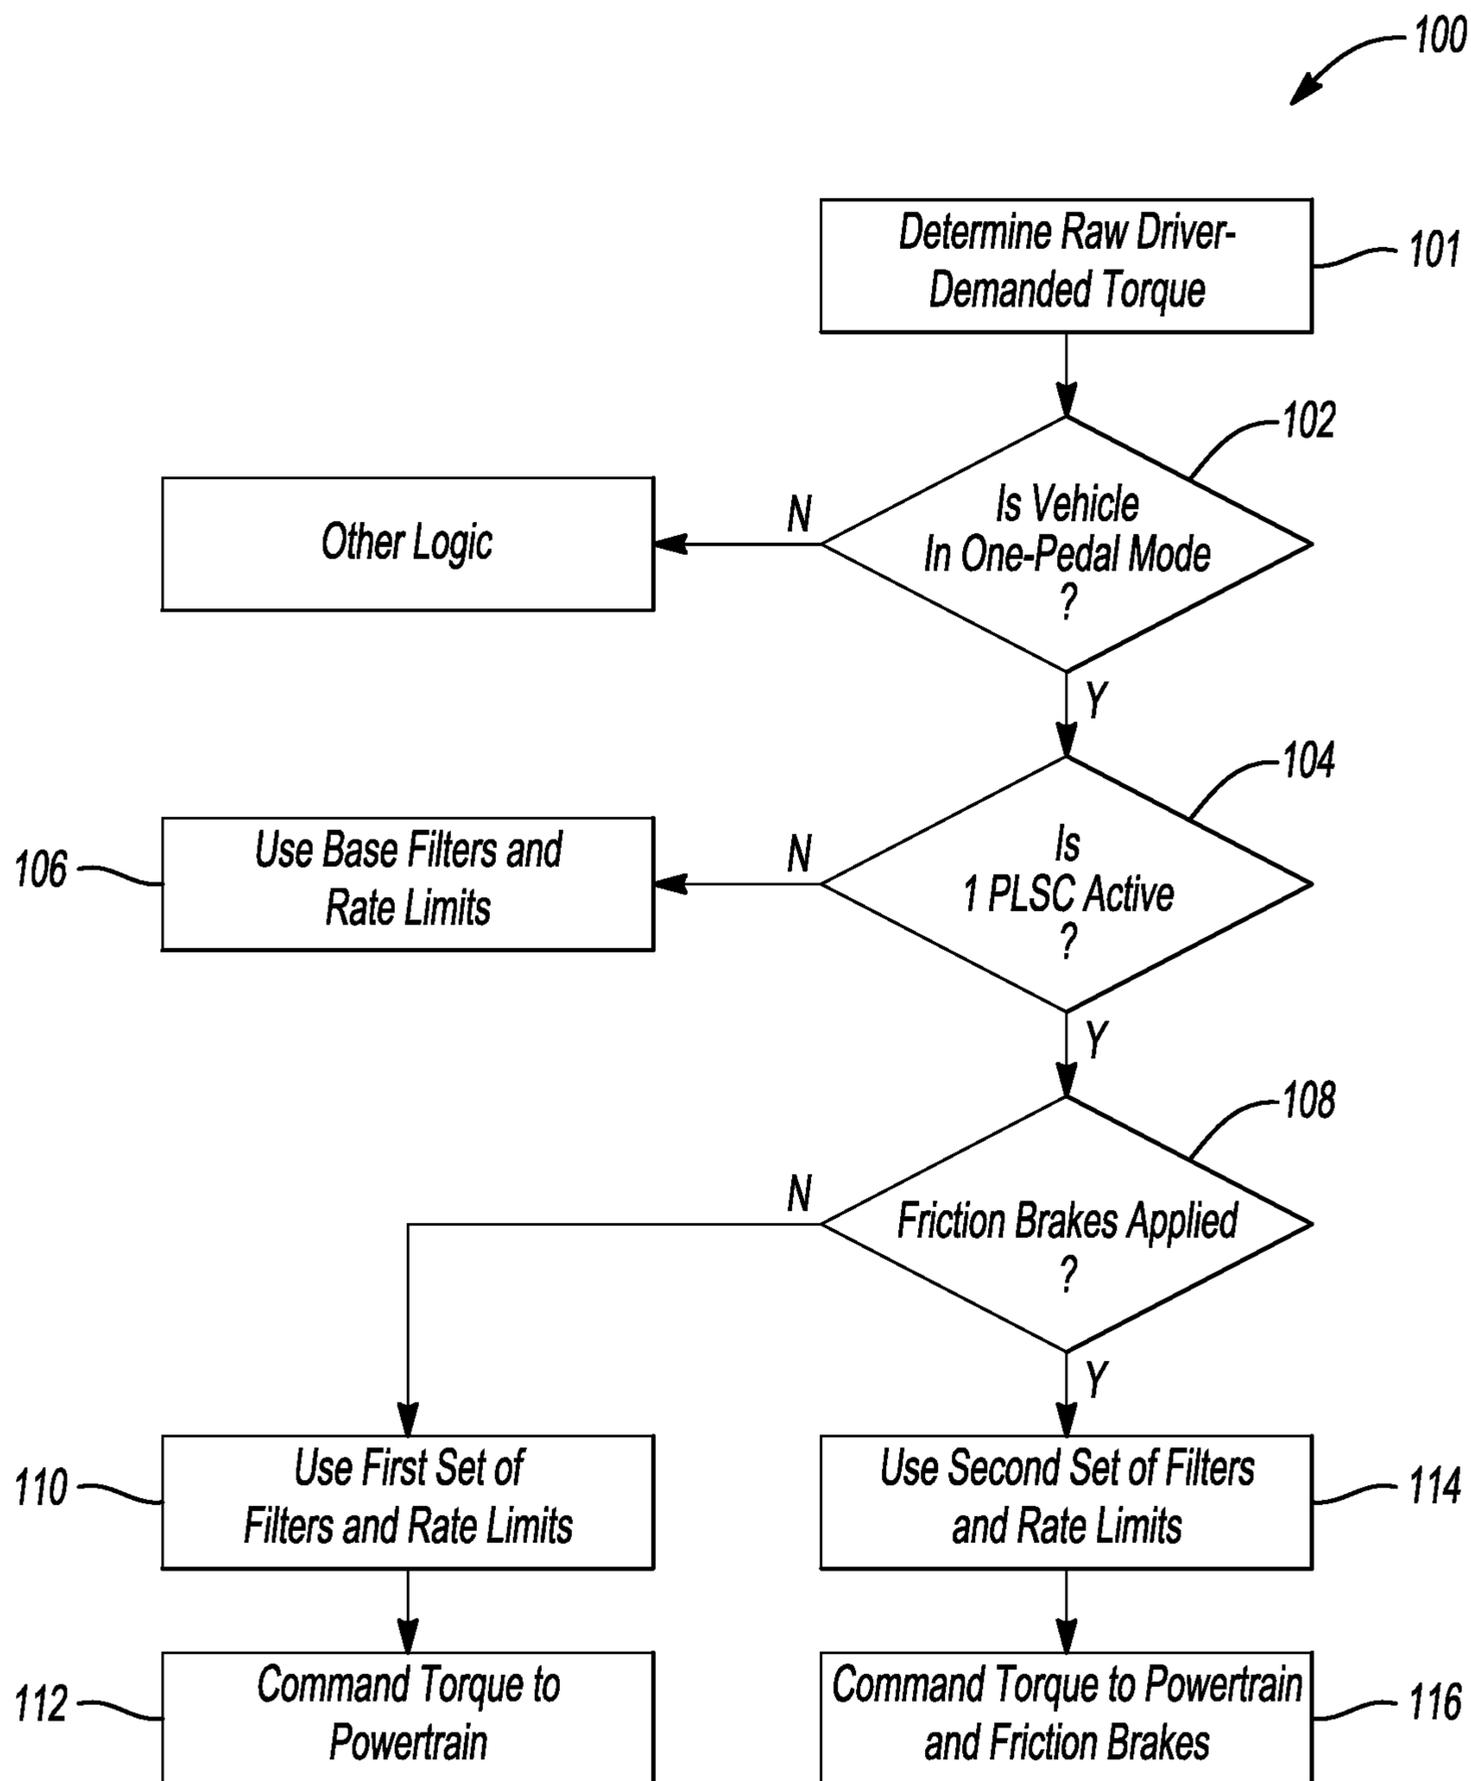 100
Determine Raw Driver-
Demanded Torque
101
102
Is Vehicle
In One-Pedal Mode
?
N
Other Logic
Y
104
Is
1 PLSC Active
?
N
Use Base Filters and
Rate Limits
106
Y
108
Friction Brakes Applied
?
N
Y
110
Use First Set of
Filters and Rate Limits
Use Second Set of Filters
and Rate Limits
114
112
Command Torque to
Powertrain
Command Torque to Powertrain
and Friction Brakes
116